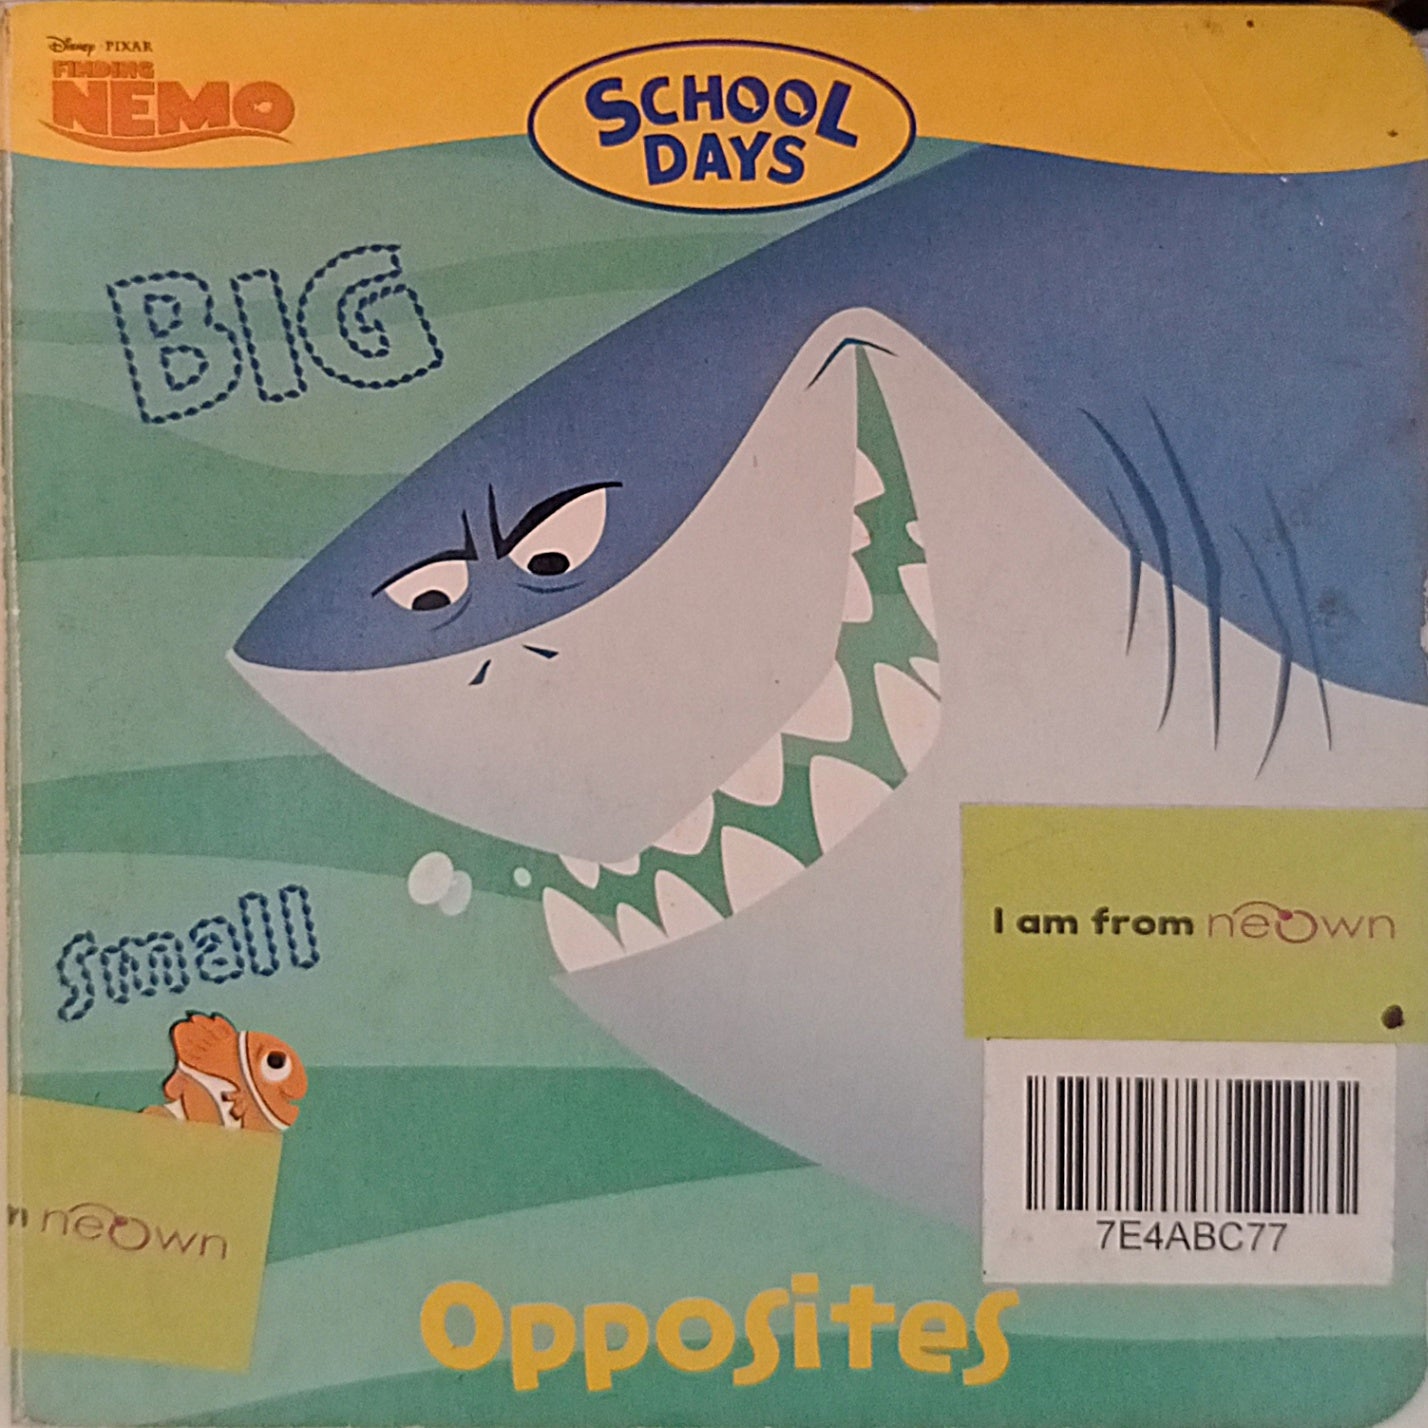 Disney · PIXAR
FINDING
NEMO
SCHOOL
DAYS
BIG
Small
I am from neown
7E4ABC77
neown
Opposites